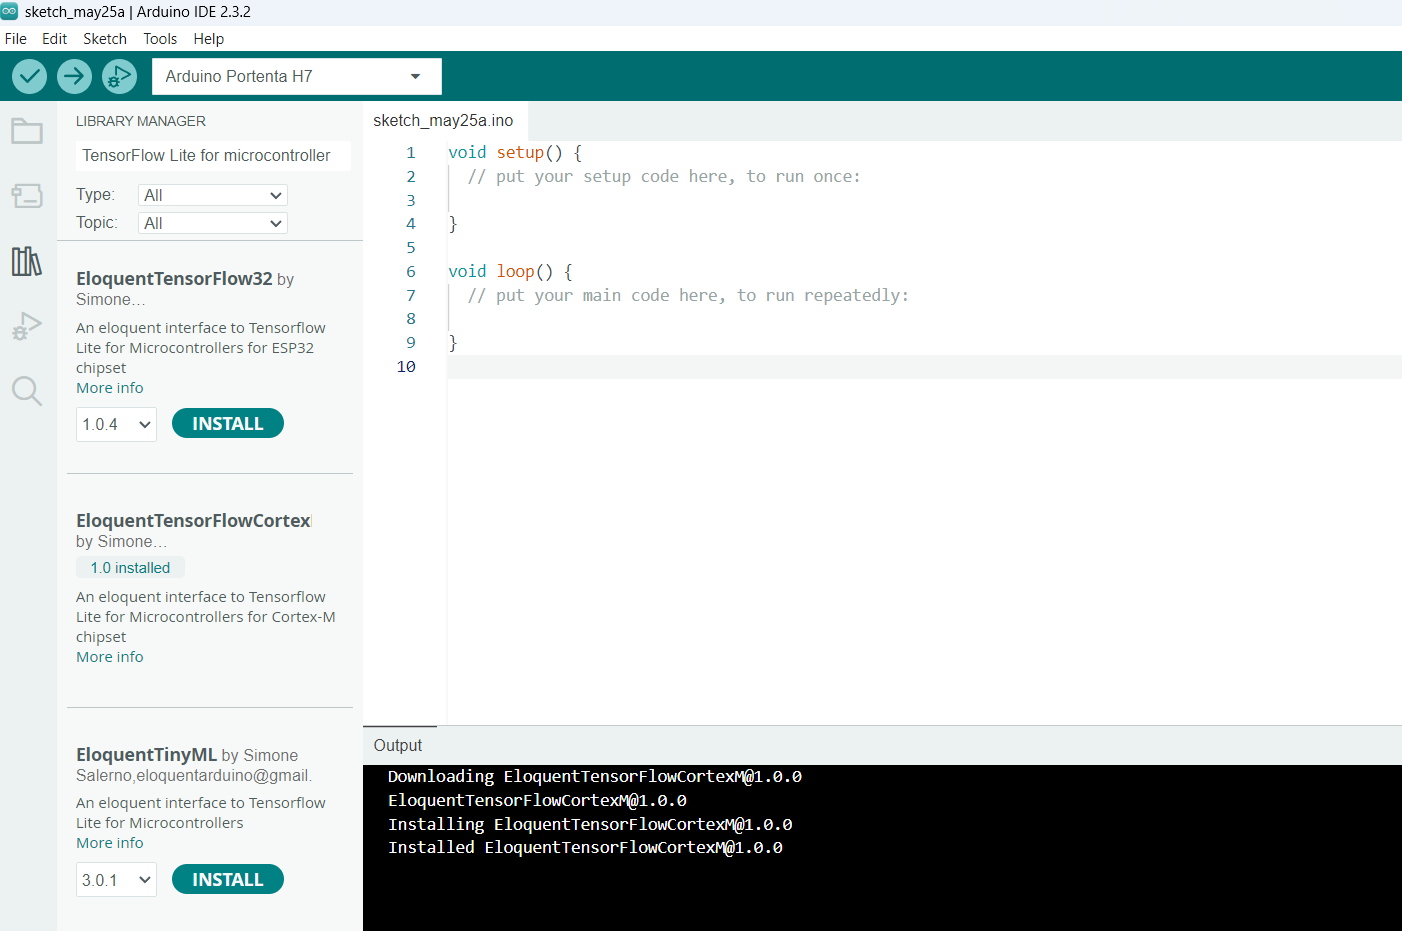 sketch_may25a | Arduino IDE 2.3.2
File Edit Sketch Tools Help
Arduino Portenta H7
LIBRARY MANAGER
TensorFlow Lite for microcontroller
Type: All
Topic: All
EloquentTensorFlow32 by
Simone...
An eloquent interface to Tensorflow
Lite for Microcontrollers for ESP32
chipset
More info
1.0.4 INSTALL
EloquentTensorFlowCortex
by Simone...
1.0 installed
An eloquent interface to Tensorflow
Lite for Microcontrollers for Cortex-M
chipset
More info
EloquentTinyML by Simone
Salerno,eloquentarduino@gmail.
An eloquent interface to Tensorflow
Lite for Microcontrollers
More info
3.0.1 INSTALL
sketch_may25a.ino
1 void setup() {
2 // put your setup code here, to run once:
3
4 }
5
6 void loop() {
7 // put your main code here, to run repeatedly:
8
9 }
10
Output
Downloading EloquentTensorFlowCortexM@1.0.0
EloquentTensorFlowCortexM@1.0.0
Installing EloquentTensorFlowCortexM@1.0.0
Installed EloquentTensorFlowCortexM@1.0.0